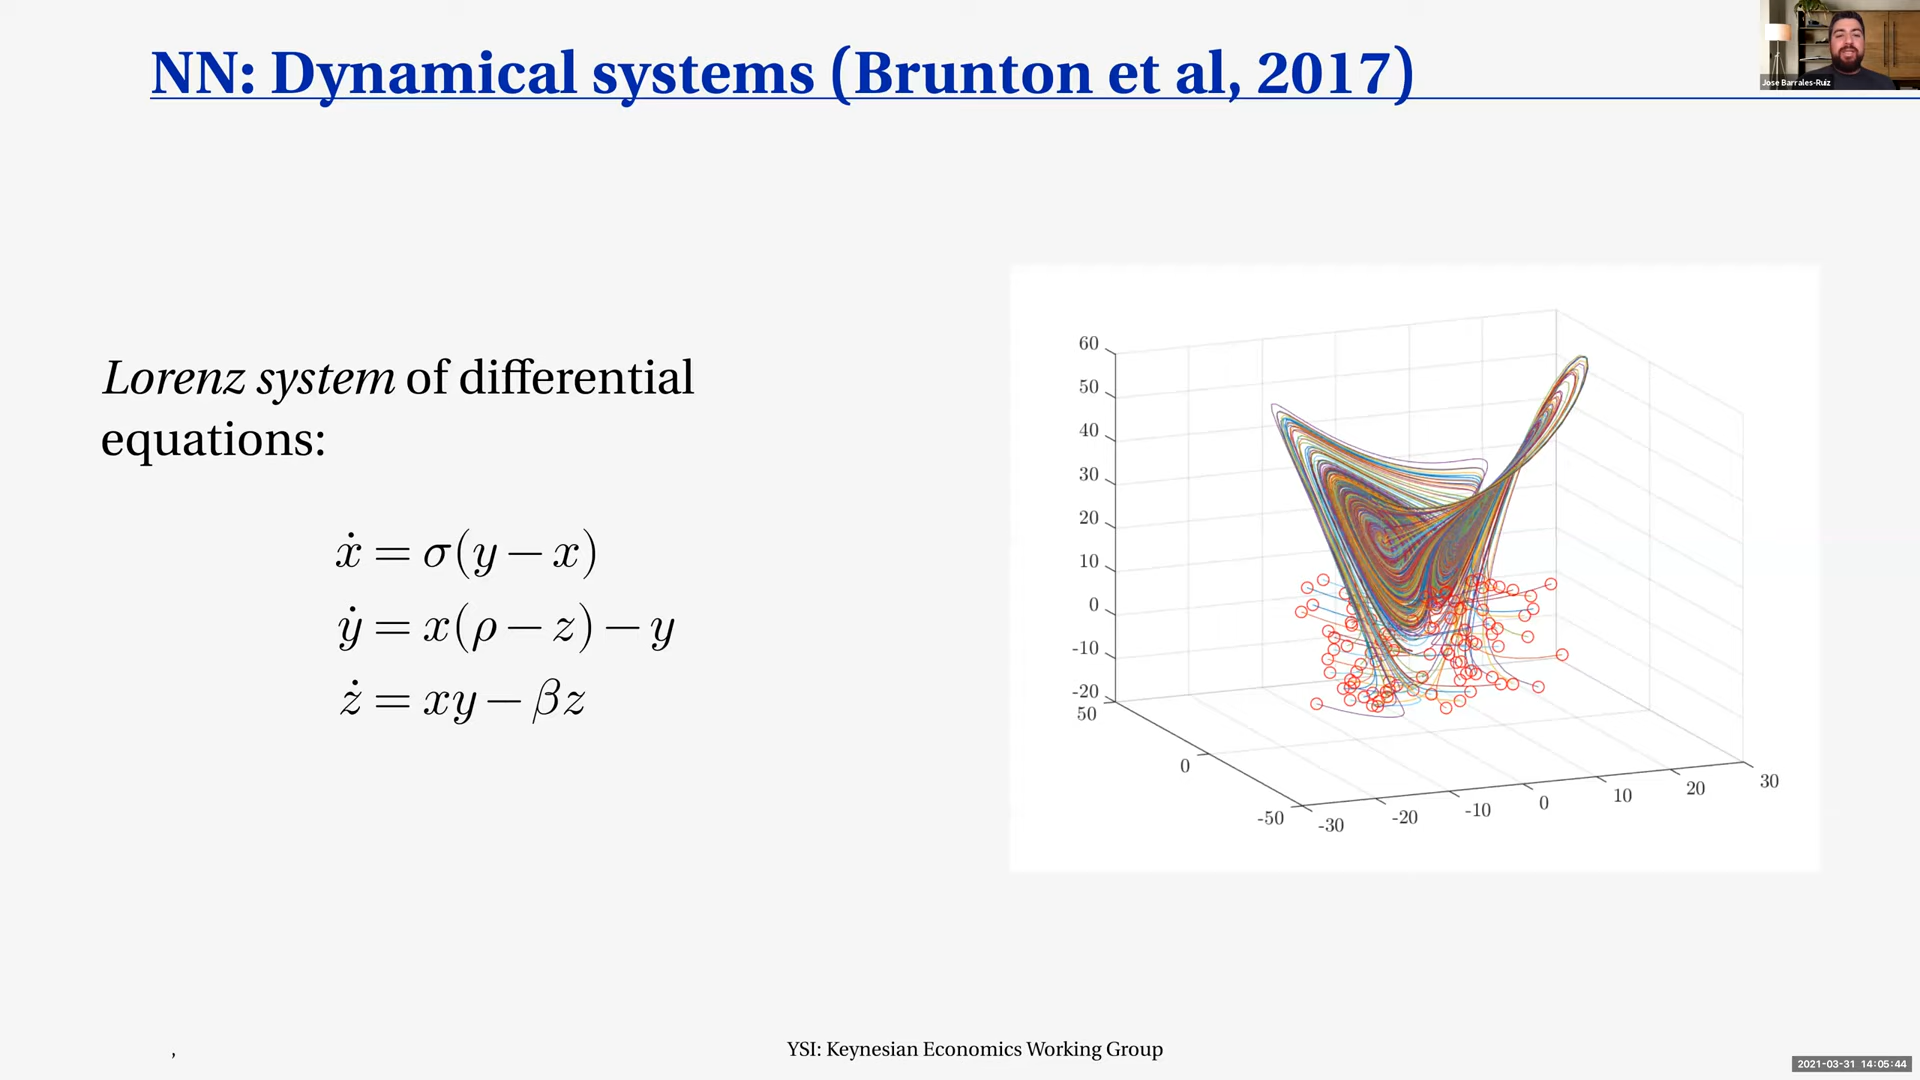 NN: Dynamical systems (Brunton et al, 2017)
Jose Barrales-Ruiz
Lorenz system of differential
equations:
ẋ = σ(y − x)
ẏ = x(ρ − z) − y
ż = xy − βz
60
50
40
30
20
10
0
-10
-20
50
0
-50
-30
-20
-10
0
10
20
30
,
YSI: Keynesian Economics Working Group
2021-03-31 14:05:44